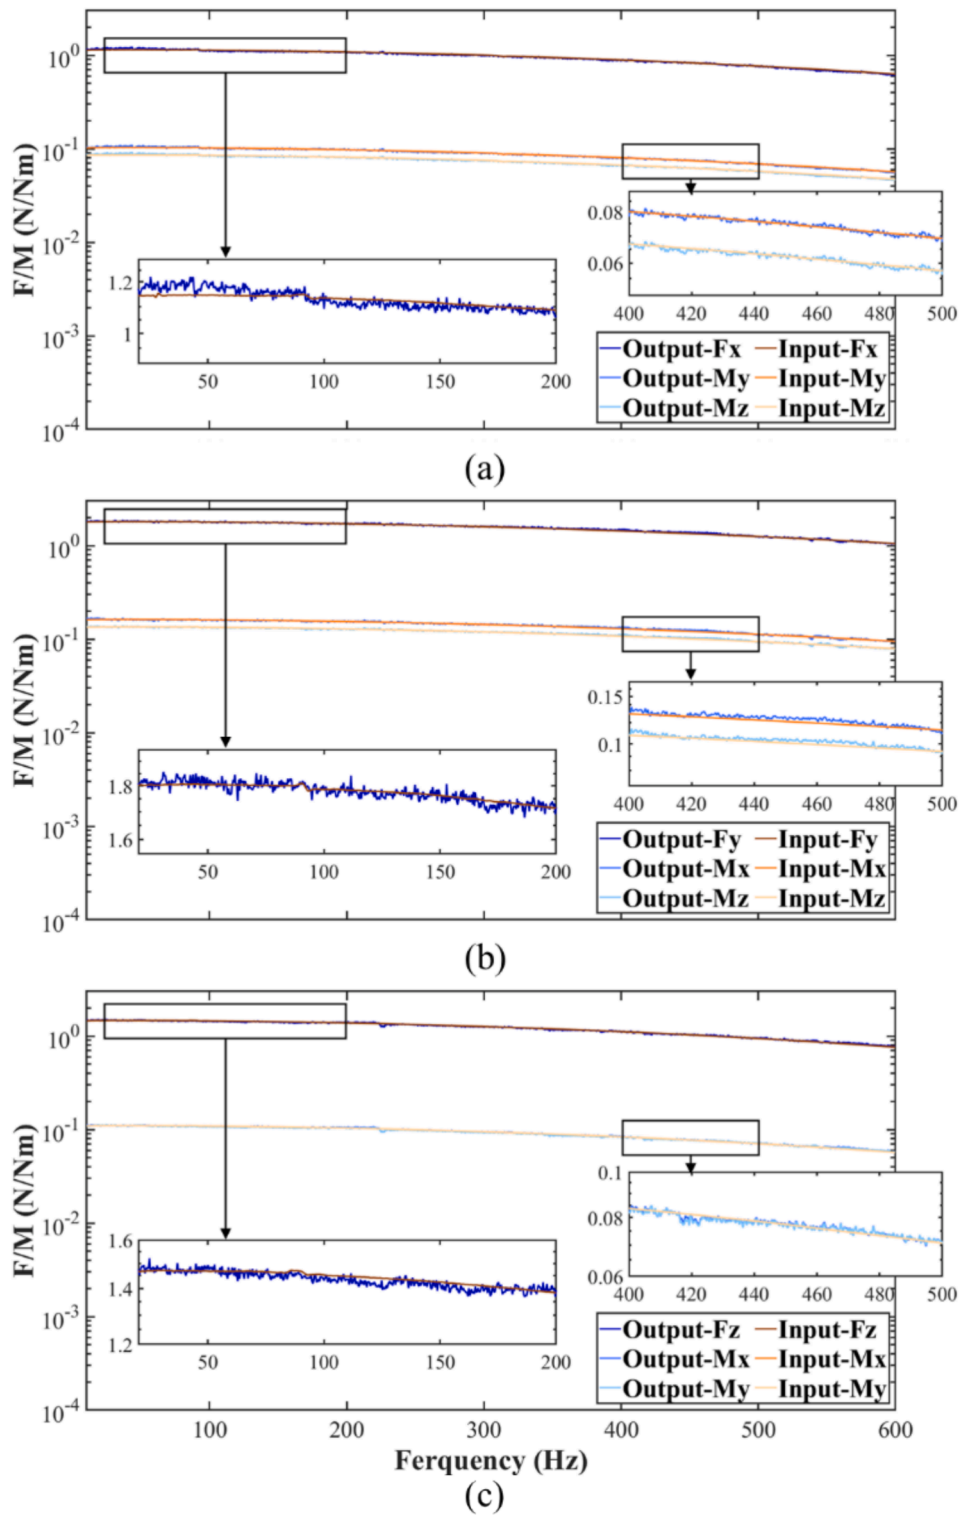 10^0
10^-1
10^-2
10^-3
10^-4
F/M (N/Nm)
1.2
1
50 100 150 200
0.08
0.06
400 420 440 460 480 500
Output-Fx Input-Fx
Output-My Input-My
Output-Mz Input-Mz
(a)
10^0
10^-1
10^-2
10^-3
10^-4
F/M (N/Nm)
1.8
1.6
50 100 150 200
0.15
0.1
400 420 440 460 480 500
Output-Fy Input-Fy
Output-Mx Input-Mx
Output-Mz Input-Mz
(b)
10^0
10^-1
10^-2
10^-3
10^-4
F/M (N/Nm)
1.6
1.4
1.2
50 100 150 200
0.1
0.08
0.06
400 420 440 460 480 500
Output-Fz Input-Fz
Output-Mx Input-Mx
Output-My Input-My
100 200 300 400 500 600
Ferquency (Hz)
(c)